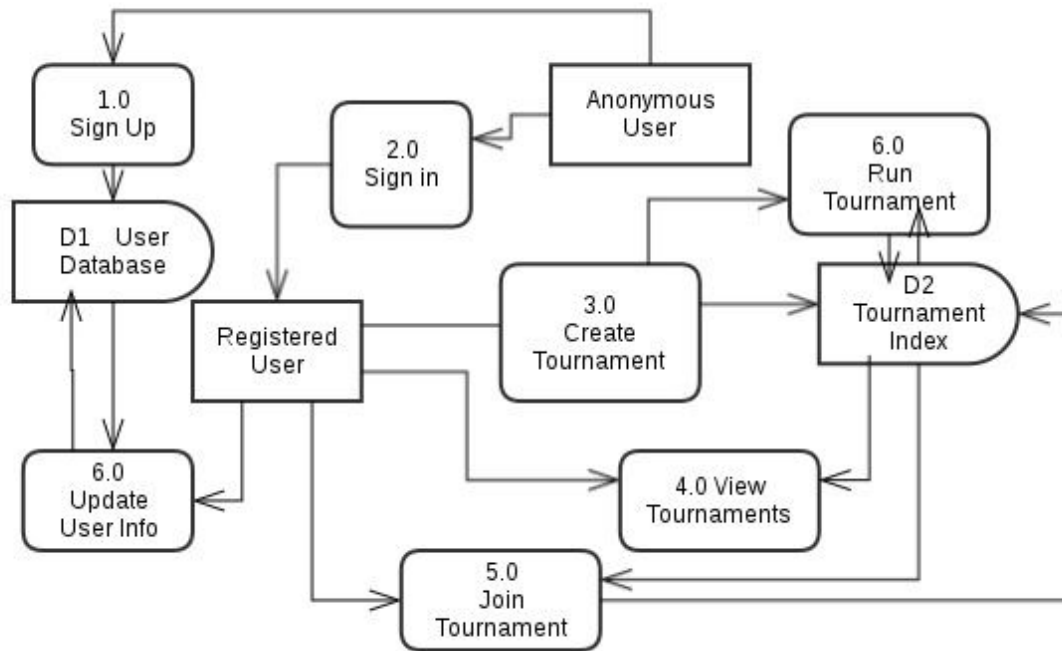 1.0
Sign Up
Anonymous
User
2.0
Sign in
6.0
Run
Tournament
D1 User
Database
Registered
User
3.0
Create
Tournament
D2
Tournament
Index
6.0
Update
User Info
4.0 View
Tournaments
5.0
Join
Tournament